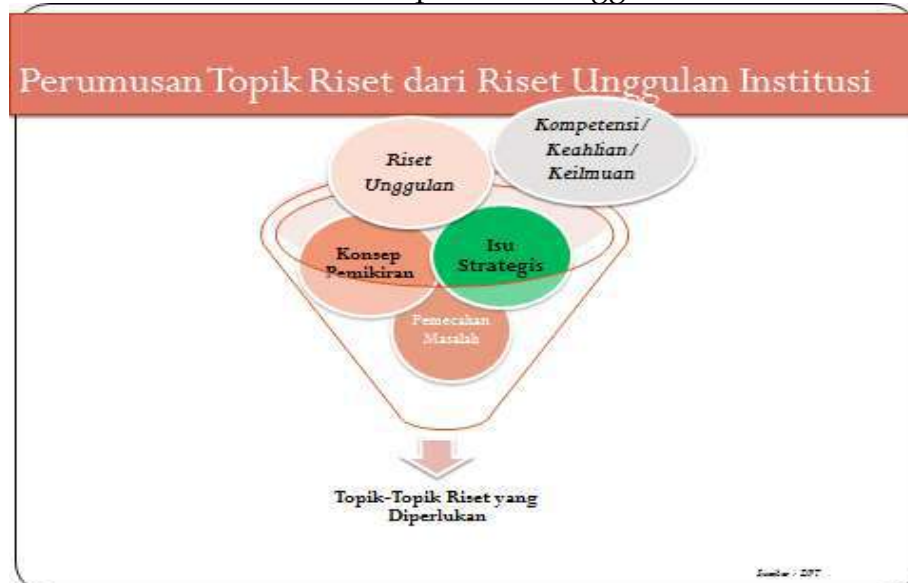 Perumusan Topik Riset dari Riset Unggulan Institusi
Kompetensi/
Keahlian/
Keilmuan
Riset
Unggulan
Konsep
Pemikiran
Isu
Strategis
Pemecahan
Masalah
Topik-Topik Riset yang
Diperlukan